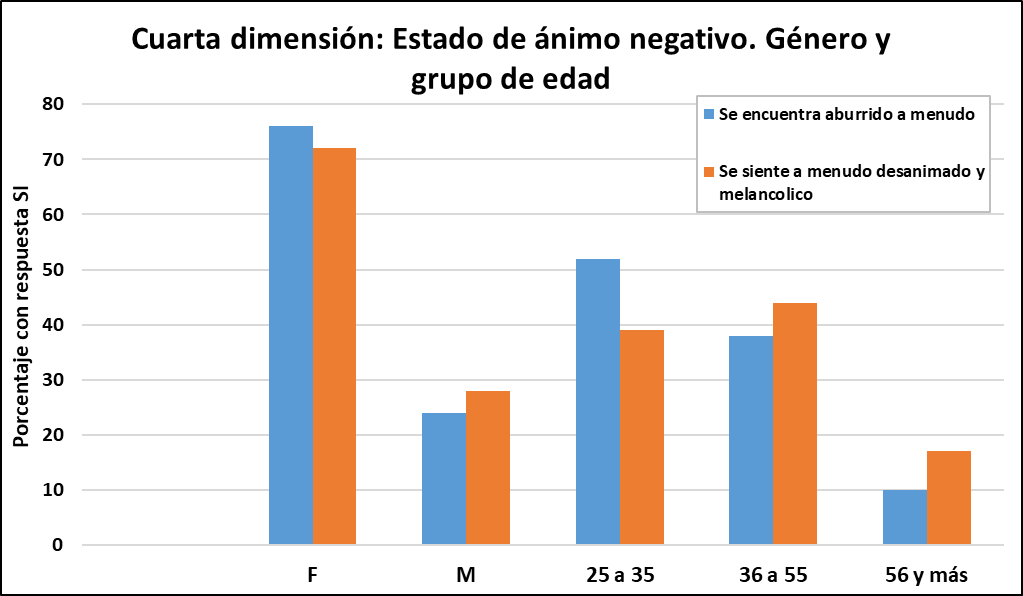 Cuarta dimensión: Estado de ánimo negativo. Género y
grupo de edad
Se encuentra aburrido a menudo
Se siente a menudo desanimado y
melancolico
Porcentaje con respuesta SI
80
70
60
50
40
30
20
10
0
F
M
25 a 35
36 a 55
56 y más